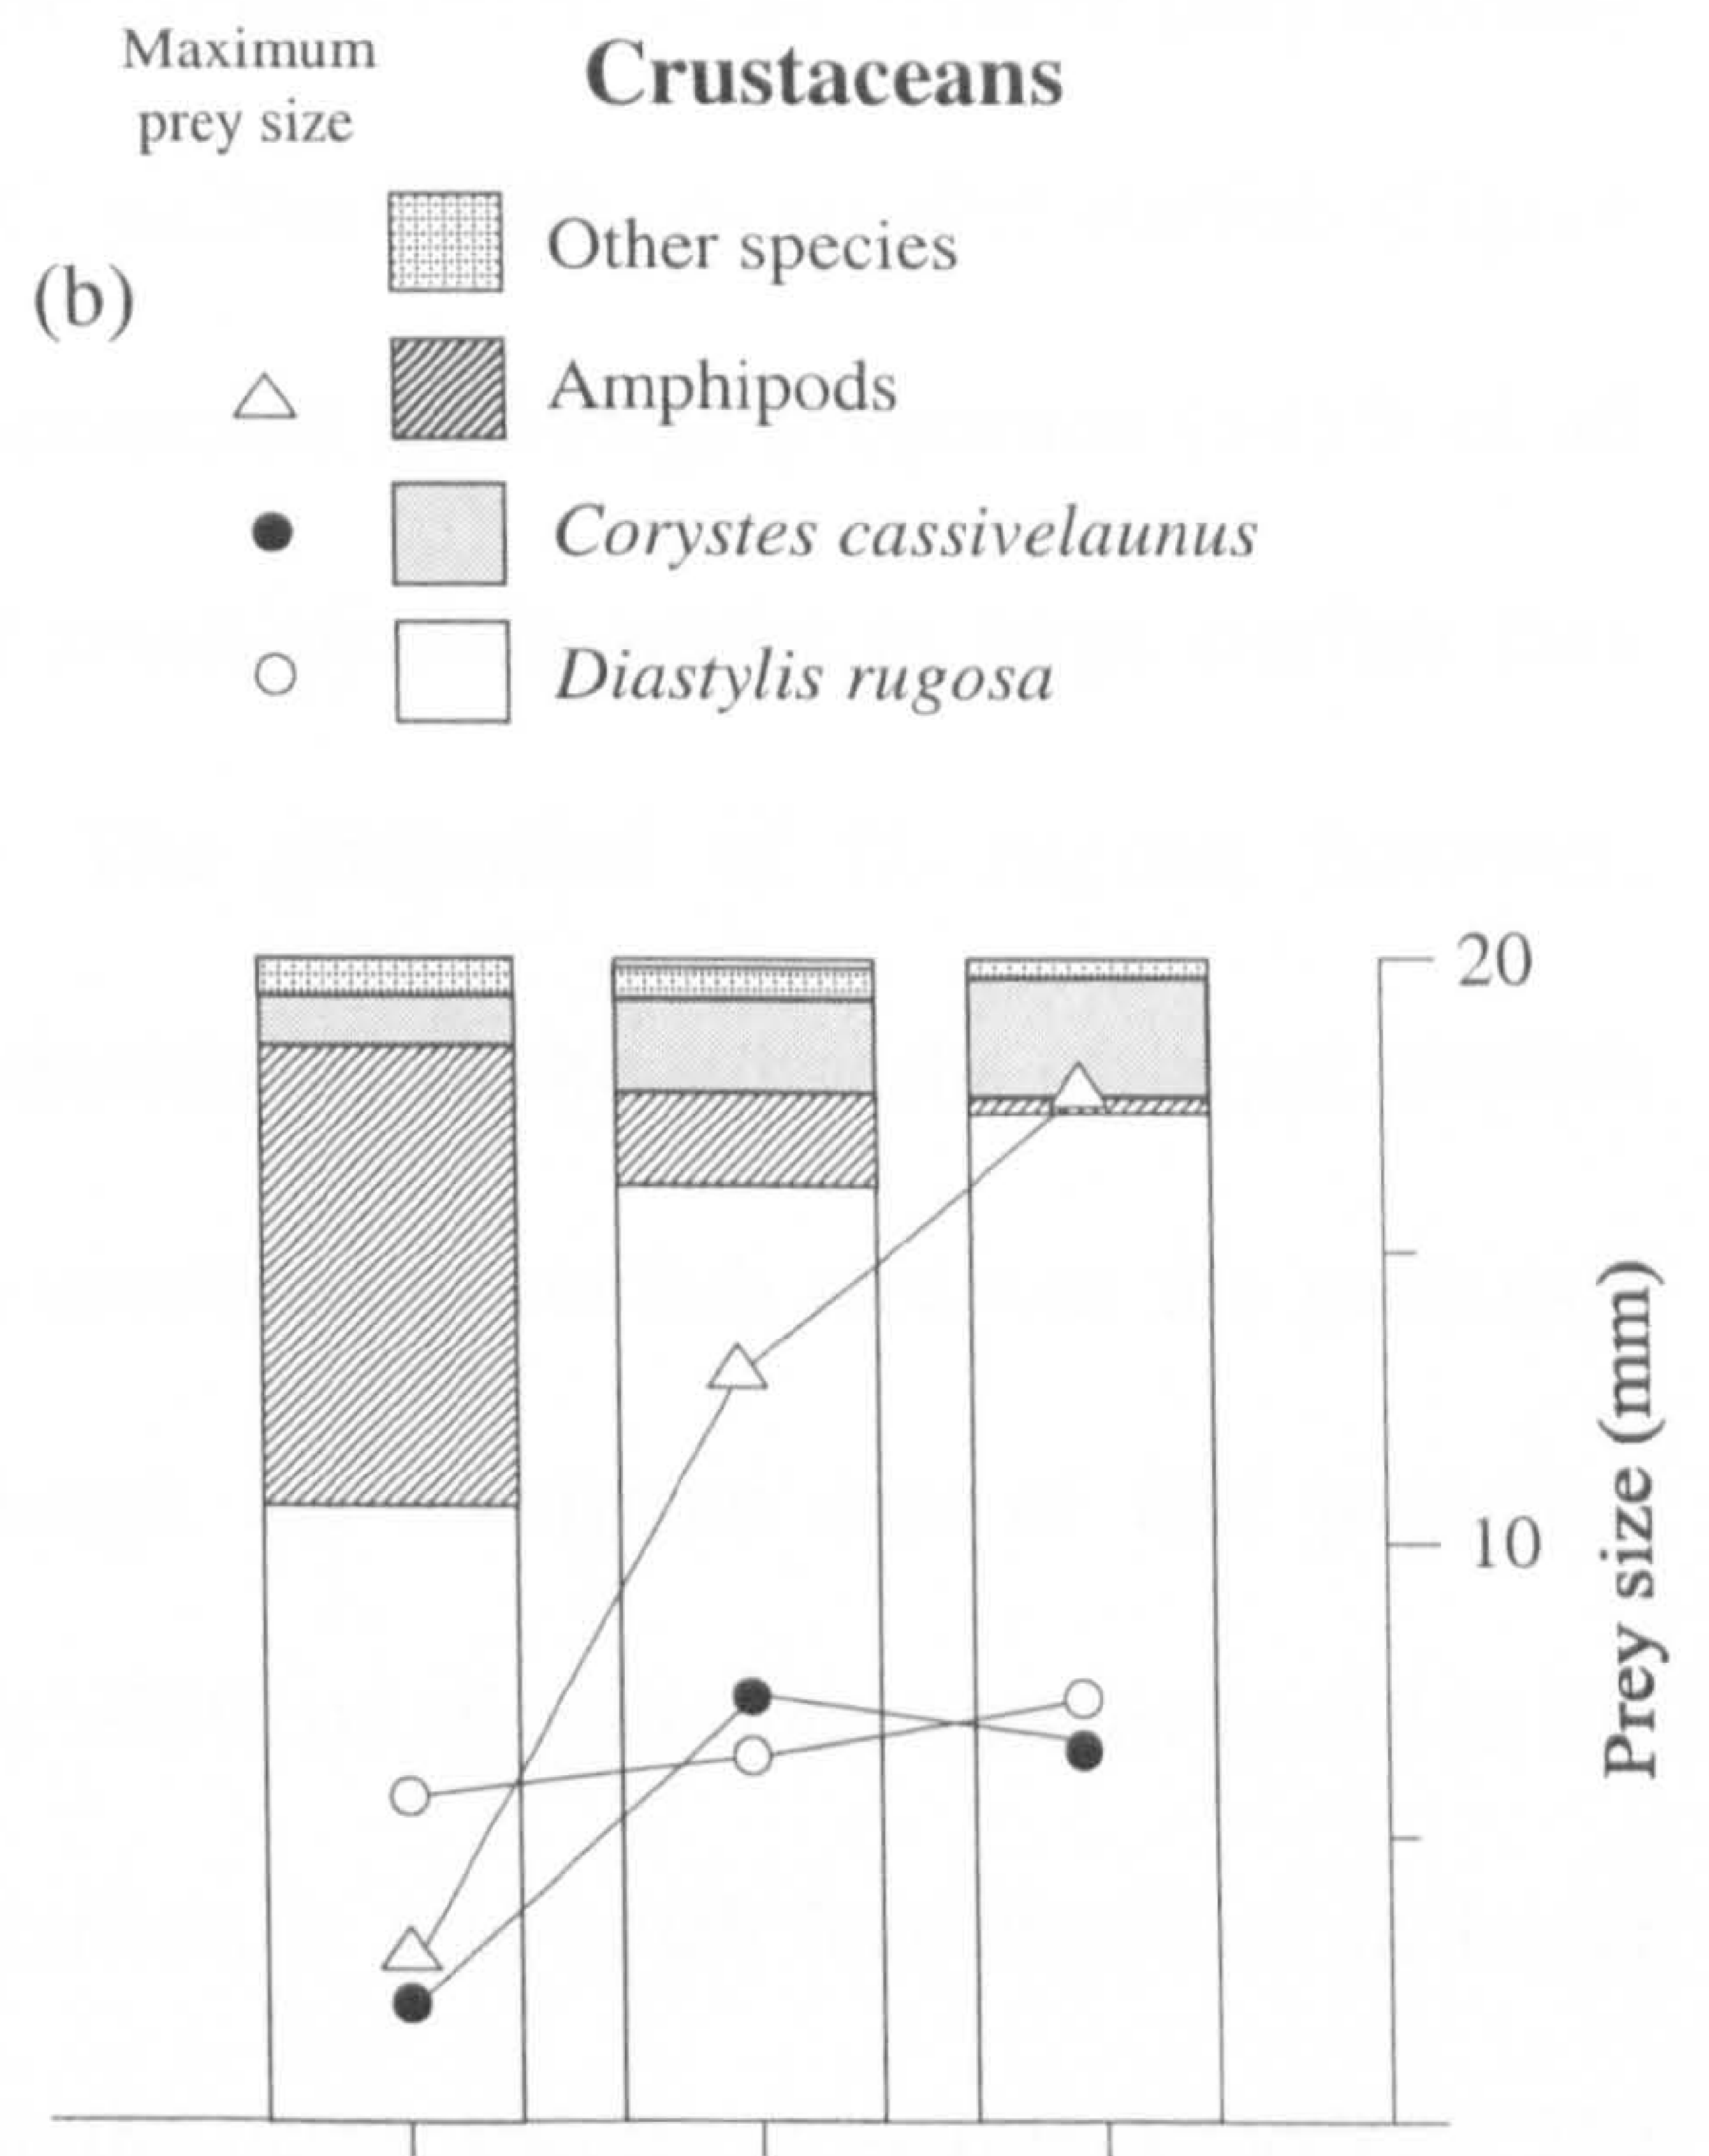 Maximum
prey size
Crustaceans
(b)
Other species
Amphipods
Corystes cassivelaunus
Diastylis rugosa
20
10
Prey size (mm)